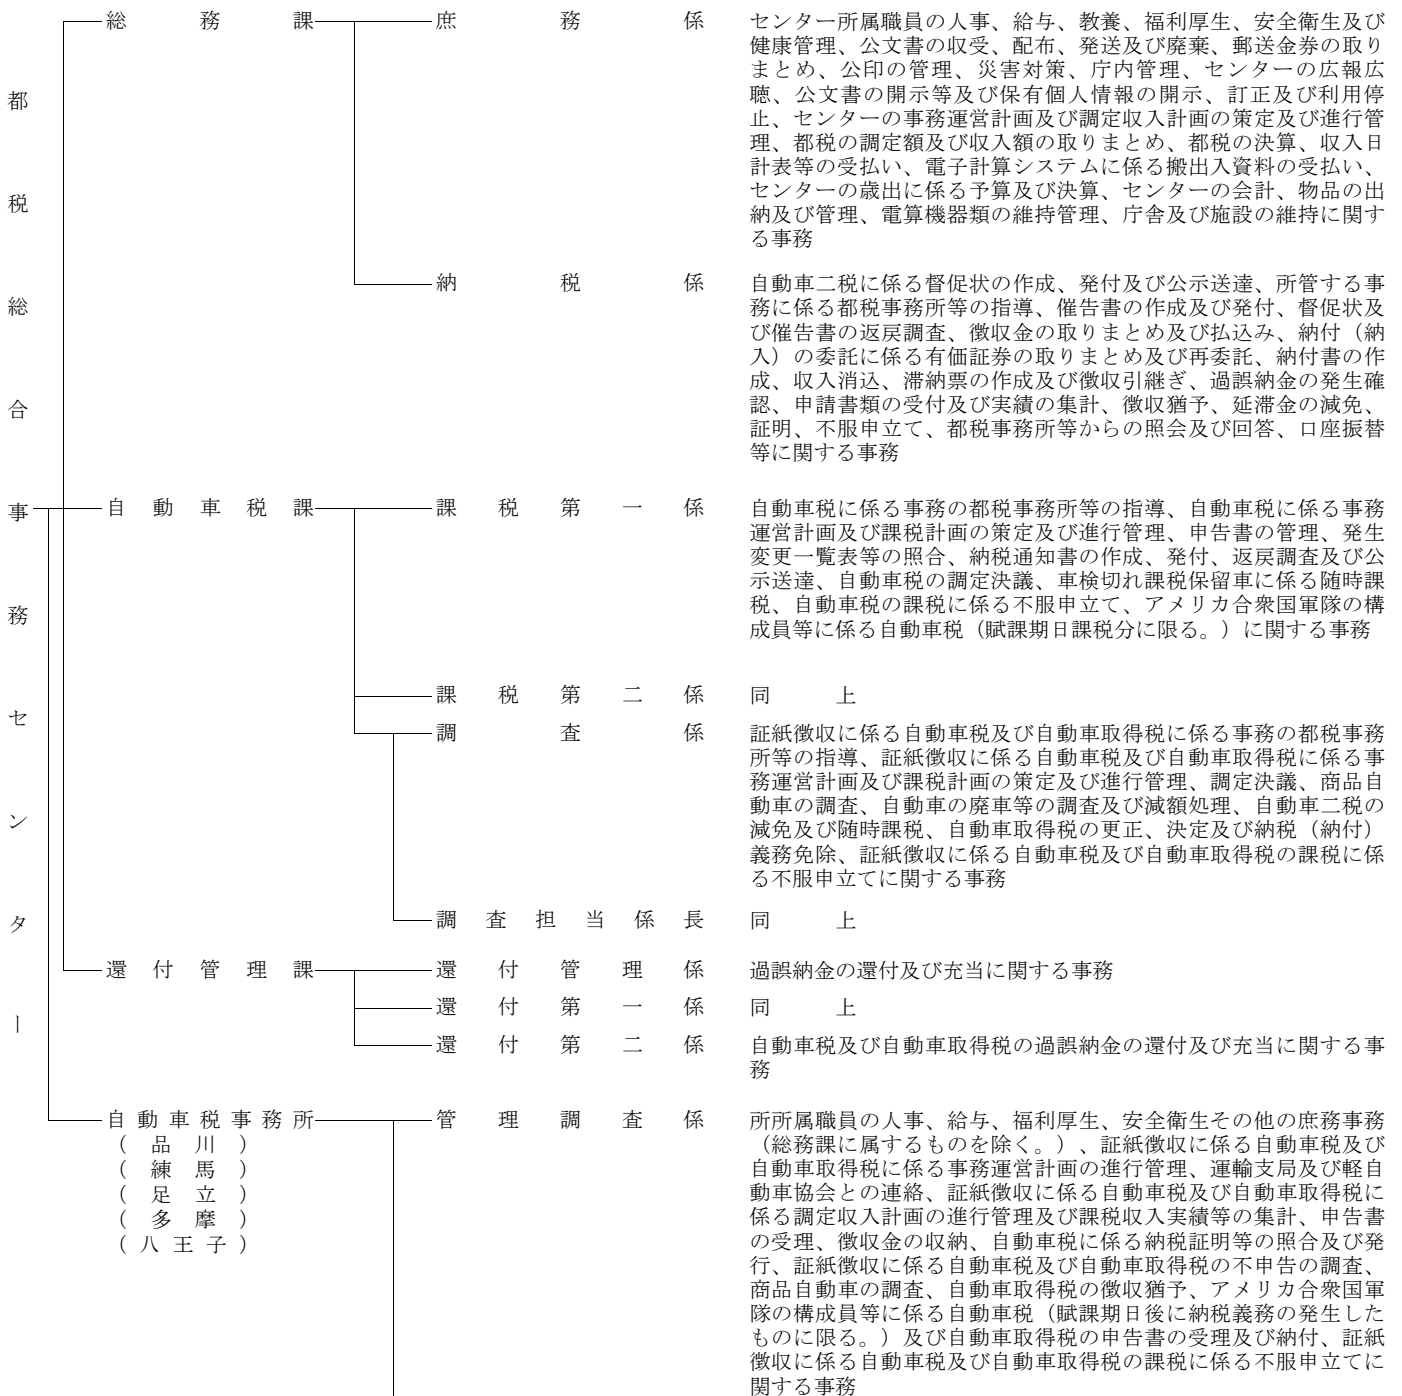 都税総合事務センター
総務課 庶務係 センター所属職員の人事、給与、教養、福利厚生、安全衛生及び
健康管理、公文書の収受、配布、発送及び廃棄、郵送金券の取り
まとめ、公印の管理、災害対策、庁内管理、センターの広報広
聴、公文書の開示等及び保有個人情報の開示、訂正及び利用停
止、センターの事務運営計画及び調定収入計画の策定及び進行管
理、都税の調定額及び収入額の取りまとめ、都税の決算、収入日
計表等の受払い、電子計算システムに係る搬出入資料の受払い、
センターの歳出に係る予算及び決算、センターの会計、物品の出
納及び管理、電算機器類の維持管理、庁舎及び施設の維持に関す
る事務
納税係 自動車二税に係る督促状の作成、発付及び公示送達、所管する事
務に係る都税事務所等の指導、催告書の作成及び発付、督促状及
び催告書の返戻調査、徴収金の取りまとめ及び払込み、納付（納
入）の委託に係る有価証券の取りまとめ及び再委託、納付書の作
成、収入消込、滞納票の作成及び徴収引継ぎ、過誤納金の発生確
認、申請書類の受付及び実績の集計、徴収猶予、延滞金の減免、
証明、不服申立て、都税事務所等からの照会及び回答、口座振替
等に関する事務
自動車税課 課税第一係 自動車税に係る事務の都税事務所等の指導、自動車税に係る事務
運営計画及び課税計画の策定及び進行管理、申告書の管理、発生
変更一覧表等の照合、納税通知書の作成、発付、返戻調査及び公
示送達、自動車税の調定決議、車検切れ課税保留車に係る随時課
税、自動車税の課税に係る不服申立て、アメリカ合衆国軍隊の構
成員等に係る自動車税（賦課期日課税分に限る。）に関する事務
課税第二係 同上
調査係 証紙徴収に係る自動車税及び自動車取得税に係る事務の都税事務
所等の指導、証紙徴収に係る自動車税及び自動車取得税に係る事
務運営計画及び課税計画の策定及び進行管理、調定決議、商品自
動車の調査、自動車の廃車等の調査及び減額処理、自動車二税の
減免及び随時課税、自動車取得税の更正、決定及び納税（納付）
義務免除、証紙徴収に係る自動車税及び自動車取得税の課税に係
る不服申立てに関する事務
調査担当係長 同上
還付管理課 還付管理係 過誤納金の還付及び充当に関する事務
還付第一係 同上
還付第二係 自動車税及び自動車取得税の過誤納金の還付及び充当に関する事
務
自動車税事務所 管理調査係 所所属職員の人事、給与、福利厚生、安全衛生その他の庶務事務
（品川） （総務課に属するものを除く。）、証紙徴収に係る自動車税及び
（練馬） 自動車取得税に係る事務運営計画の進行管理、運輸支局及び軽自
（足立） 動車協会との連絡、証紙徴収に係る自動車税及び自動車取得税に
（多摩） 係る調定収入計画の進行管理及び課税収入実績等の集計、申告書
（八王子） の受理、徴収金の収納、自動車税に係る納税証明等の照合及び発
行、証紙徴収に係る自動車税及び自動車取得税の不申告の調査、
商品自動車の調査、自動車取得税の徴収猶予、アメリカ合衆国軍
隊の構成員等に係る自動車税（賦課期日後に納税義務の発生した
ものに限る。）及び自動車取得税の申告書の受理及び納付、証紙
徴収に係る自動車税及び自動車取得税の課税に係る不服申立てに
関する事務